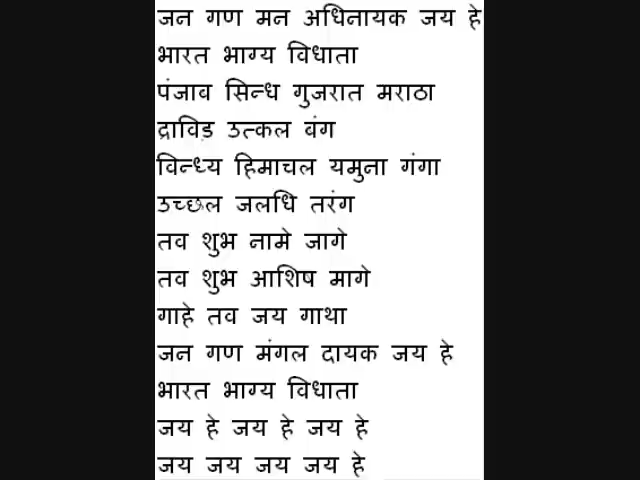 जन गण मन अधिनायक जय हे
भारत भाग्य विधाता
पंजाव सिन्ध गुजरात मराठा
द्राविड़ उत्कल बंग
विन्ध्य हिमाचल यमुना गंगा
उच्छल जलधि तरंग
तव शुभ नामे जागे
तव शुभ आशिष मागे
गाहे तव जय गाथा
जन गण मंगल दायक जय हे
भारत भाग्य विधाता
जय हे जय हे जय हे
जय जय जय जय हे